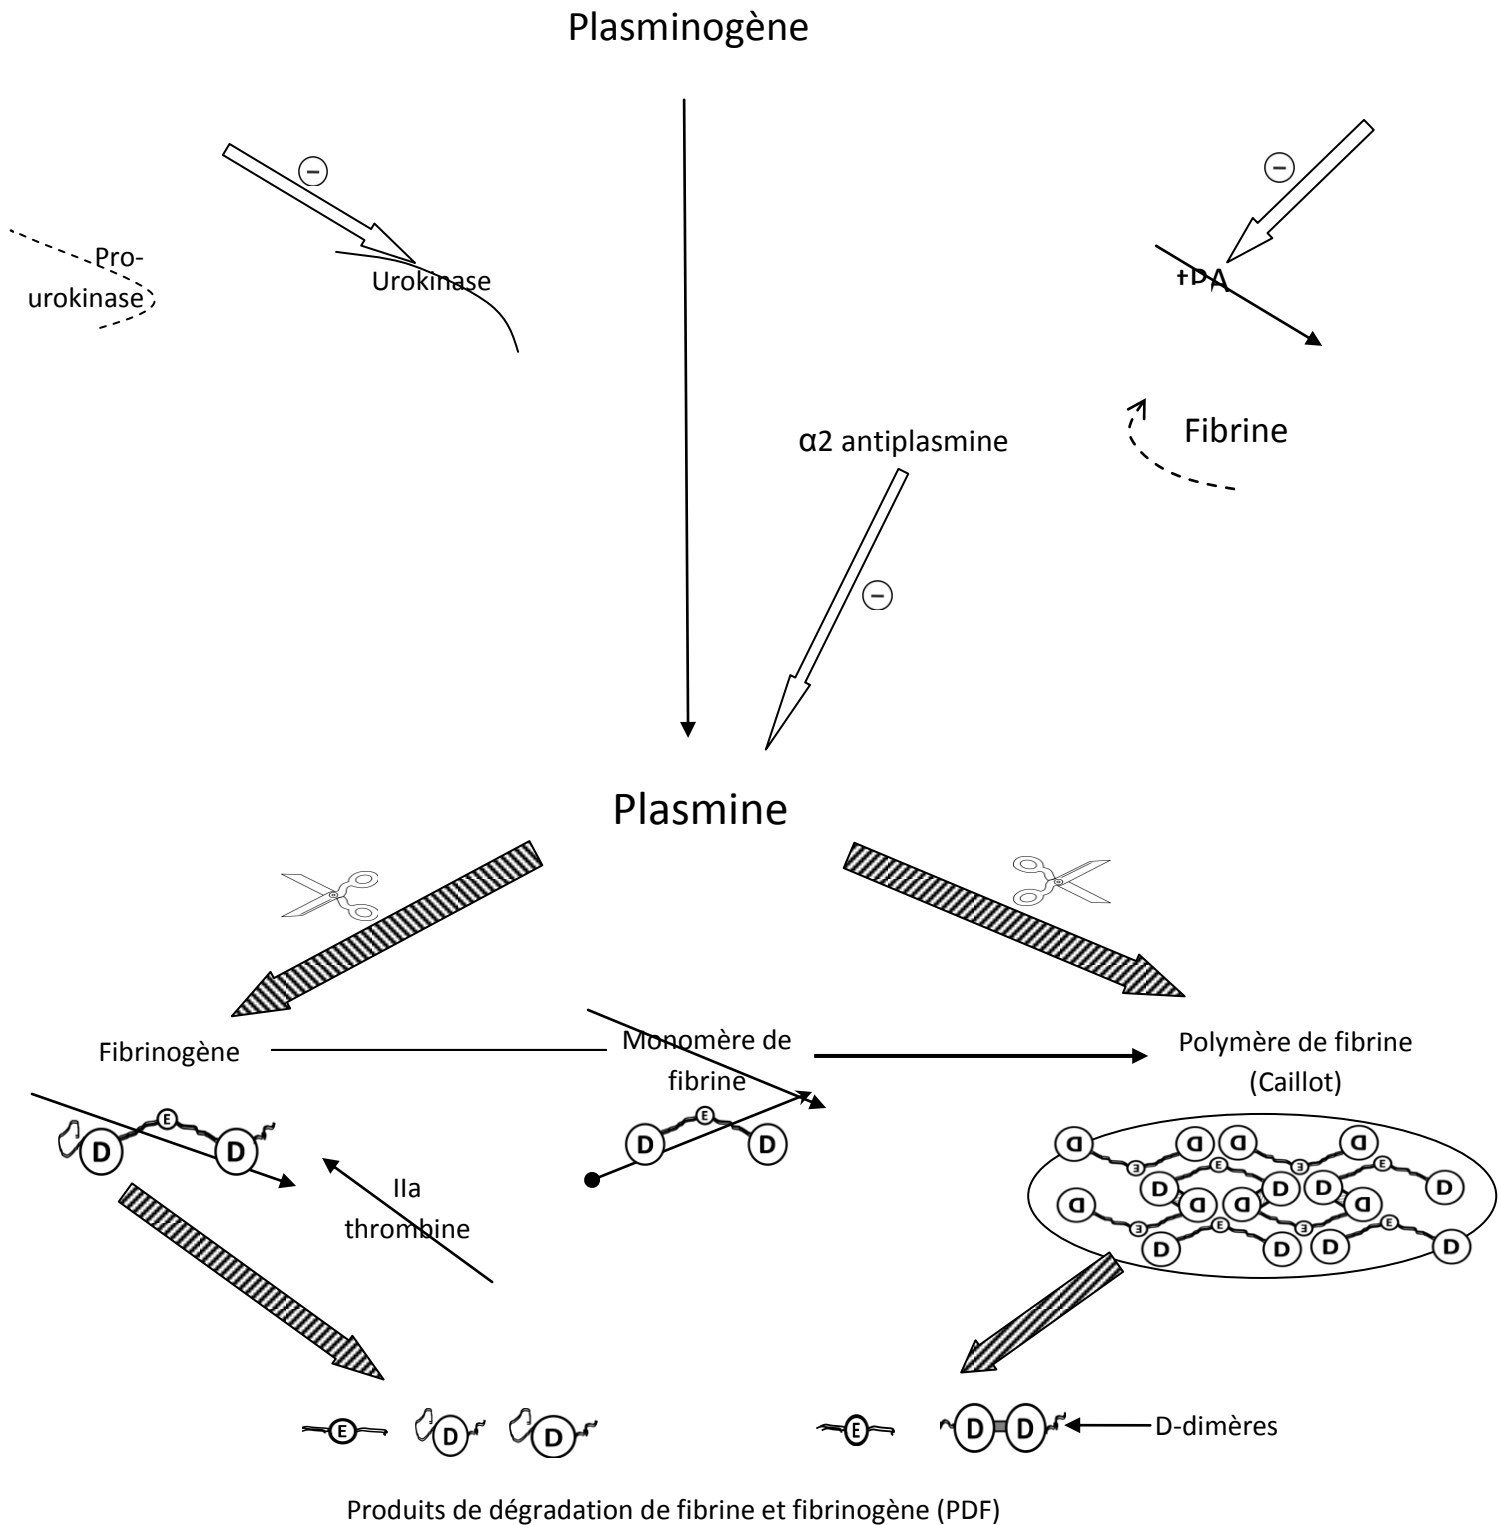 Plasminogène
Pro-
urokinase
Urokinase
tPA
α2 antiplasmine
Fibrine
Plasmine
Fibrinogène
Monomère de
fibrine
Polymère de fibrine
(Caillot)
D E D
D E D
D D D D
E E
E E
D D D D
D D D D
E E
E E
D D D D
IIa
thrombine
E D D
E D D
D-dimères
Produits de dégradation de fibrine et fibrinogène (PDF)